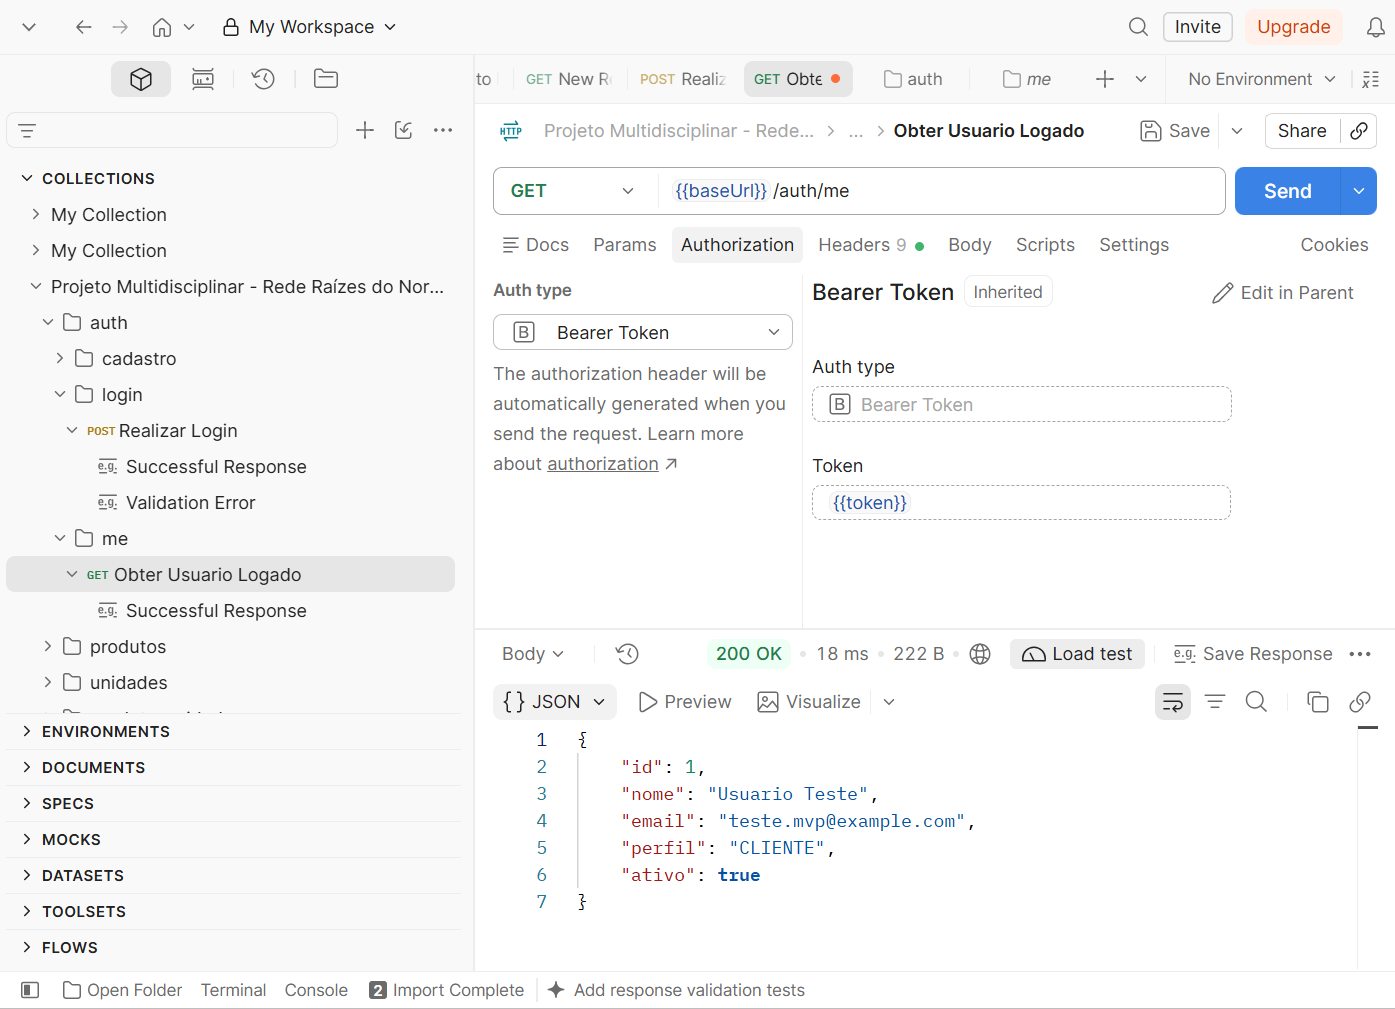 My Workspace
Invite
Upgrade
to
GET New R
POST Realiz
GET Obte
auth
me
No Environment
HTTP
Projeto Multidisciplinar - Rede... > ... > Obter Usuario Logado
Save
Share
COLLECTIONS
My Collection
My Collection
Projeto Multidisciplinar - Rede Raízes do Nor...
auth
cadastro
login
POST Realizar Login
e.g. Successful Response
e.g. Validation Error
me
GET Obter Usuario Logado
e.g. Successful Response
produtos
unidades
ENVIRONMENTS
DOCUMENTS
SPECS
MOCKS
DATASETS
TOOLSETS
FLOWS
GET
{{baseUrl}} /auth/me
Send
Docs
Params
Authorization
Headers 9
Body
Scripts
Settings
Cookies
Auth type
B Bearer Token
The authorization header will be
automatically generated when you
send the request. Learn more
about authorization ↗
Bearer Token
Inherited
Edit in Parent
Auth type
B Bearer Token
Token
{{token}}
Body
200 OK • 18 ms • 222 B
Load test
e.g. Save Response
{} JSON
Preview
Visualize
1 {
2 "id": 1,
3 "nome": "Usuario Teste",
4 "email": "teste.mvp@example.com",
5 "perfil": "CLIENTE",
6 "ativo": true
7 }
Open Folder
Terminal
Console
2 Import Complete
Add response validation tests